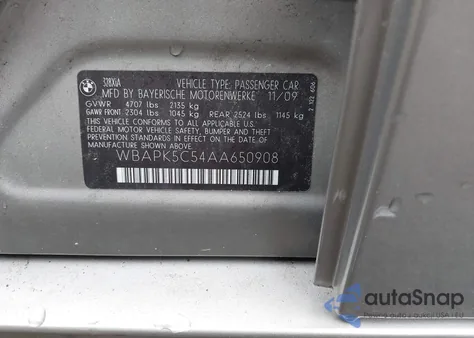 328XiA VEHICLE TYPE: PASSENGER CAR
MFD BY BAYERISCHE MOTORENWERKE 11/09
GVWR 4707 lbs 2135 kg
GAWR FRONT 2304 lbs 1045 kg REAR 2524 lbs 1145 kg
THIS VEHICLE CONFORMS TO ALL APPLICABLE
FEDERAL MOTOR VEHICLE SAFETY, BUMPER, AND THEFT
PREVENTION STANDARDS IN EFFECT ON THE DATE OF
MANUFACTURE SHOWN ABOVE.
WBAPK5C54AA650908
autoSnap